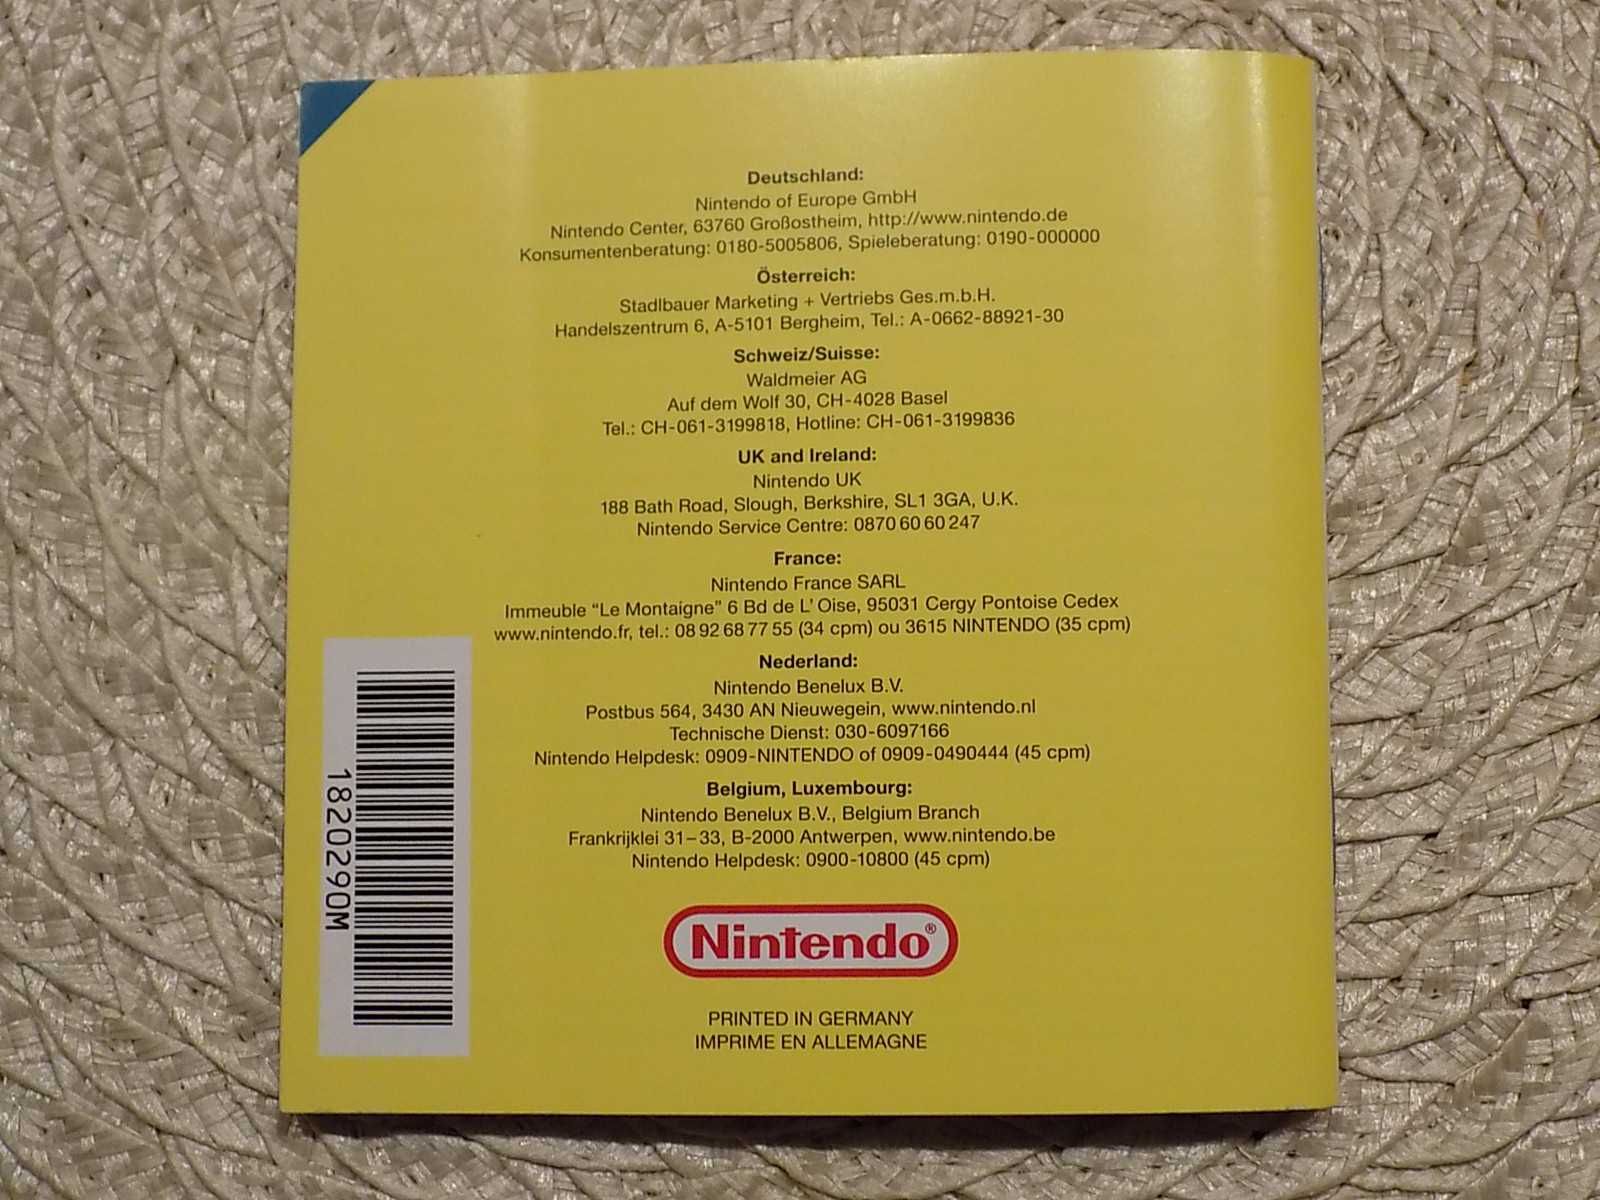 Deutschland:
Nintendo of Europe GmbH
Nintendo Center, 63760 Großostheim, http://www.nintendo.de
Konsumentenberatung: 0180-5005806, Spieleberatung: 0190-000000
Österreich:
Stadlbauer Marketing + Vertriebs Ges.m.b.H.
Handelszentrum 6, A-5101 Bergheim, Tel.: A-0662-88921-30
Schweiz/Suisse:
Waldmeier AG
Auf dem Wolf 30, CH-4028 Basel
Tel.: CH-061-3199818, Hotline: CH-061-3199836
UK and Ireland:
Nintendo UK
188 Bath Road, Slough, Berkshire, SL1 3GA, U.K.
Nintendo Service Centre: 0870 60 60 247
France:
Nintendo France SARL
Immeuble “Le Montaigne” 6 Bd de L’ Oise, 95031 Cergy Pontoise Cedex
www.nintendo.fr, tel.: 08 92 68 77 55 (34 cpm) ou 3615 NINTENDO (35 cpm)
Nederland:
Nintendo Benelux B.V.
Postbus 564, 3430 AN Nieuwegein, www.nintendo.nl
Technische Dienst: 030-6097166
Nintendo Helpdesk: 0909-NINTENDO of 0909-0490444 (45 cpm)
Belgium, Luxembourg:
Nintendo Benelux B.V., Belgium Branch
Frankrijklei 31–33, B-2000 Antwerpen, www.nintendo.be
Nintendo Helpdesk: 0900-10800 (45 cpm)
Nintendo®
PRINTED IN GERMANY
IMPRIME EN ALLEMAGNE
1820290M